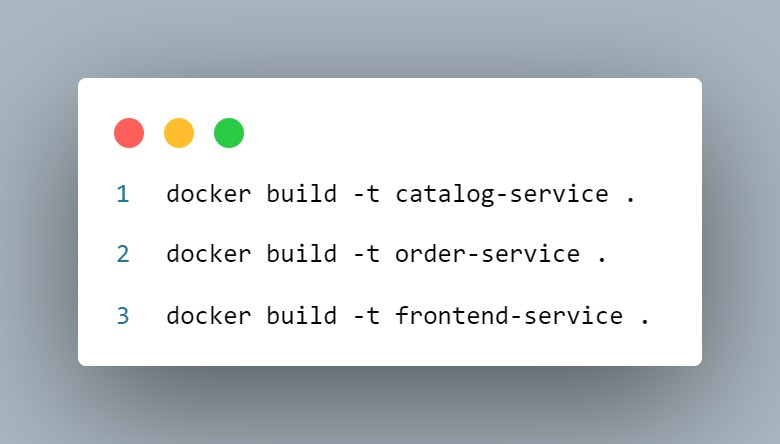 1 docker build -t catalog-service .
2 docker build -t order-service .
3 docker build -t frontend-service .